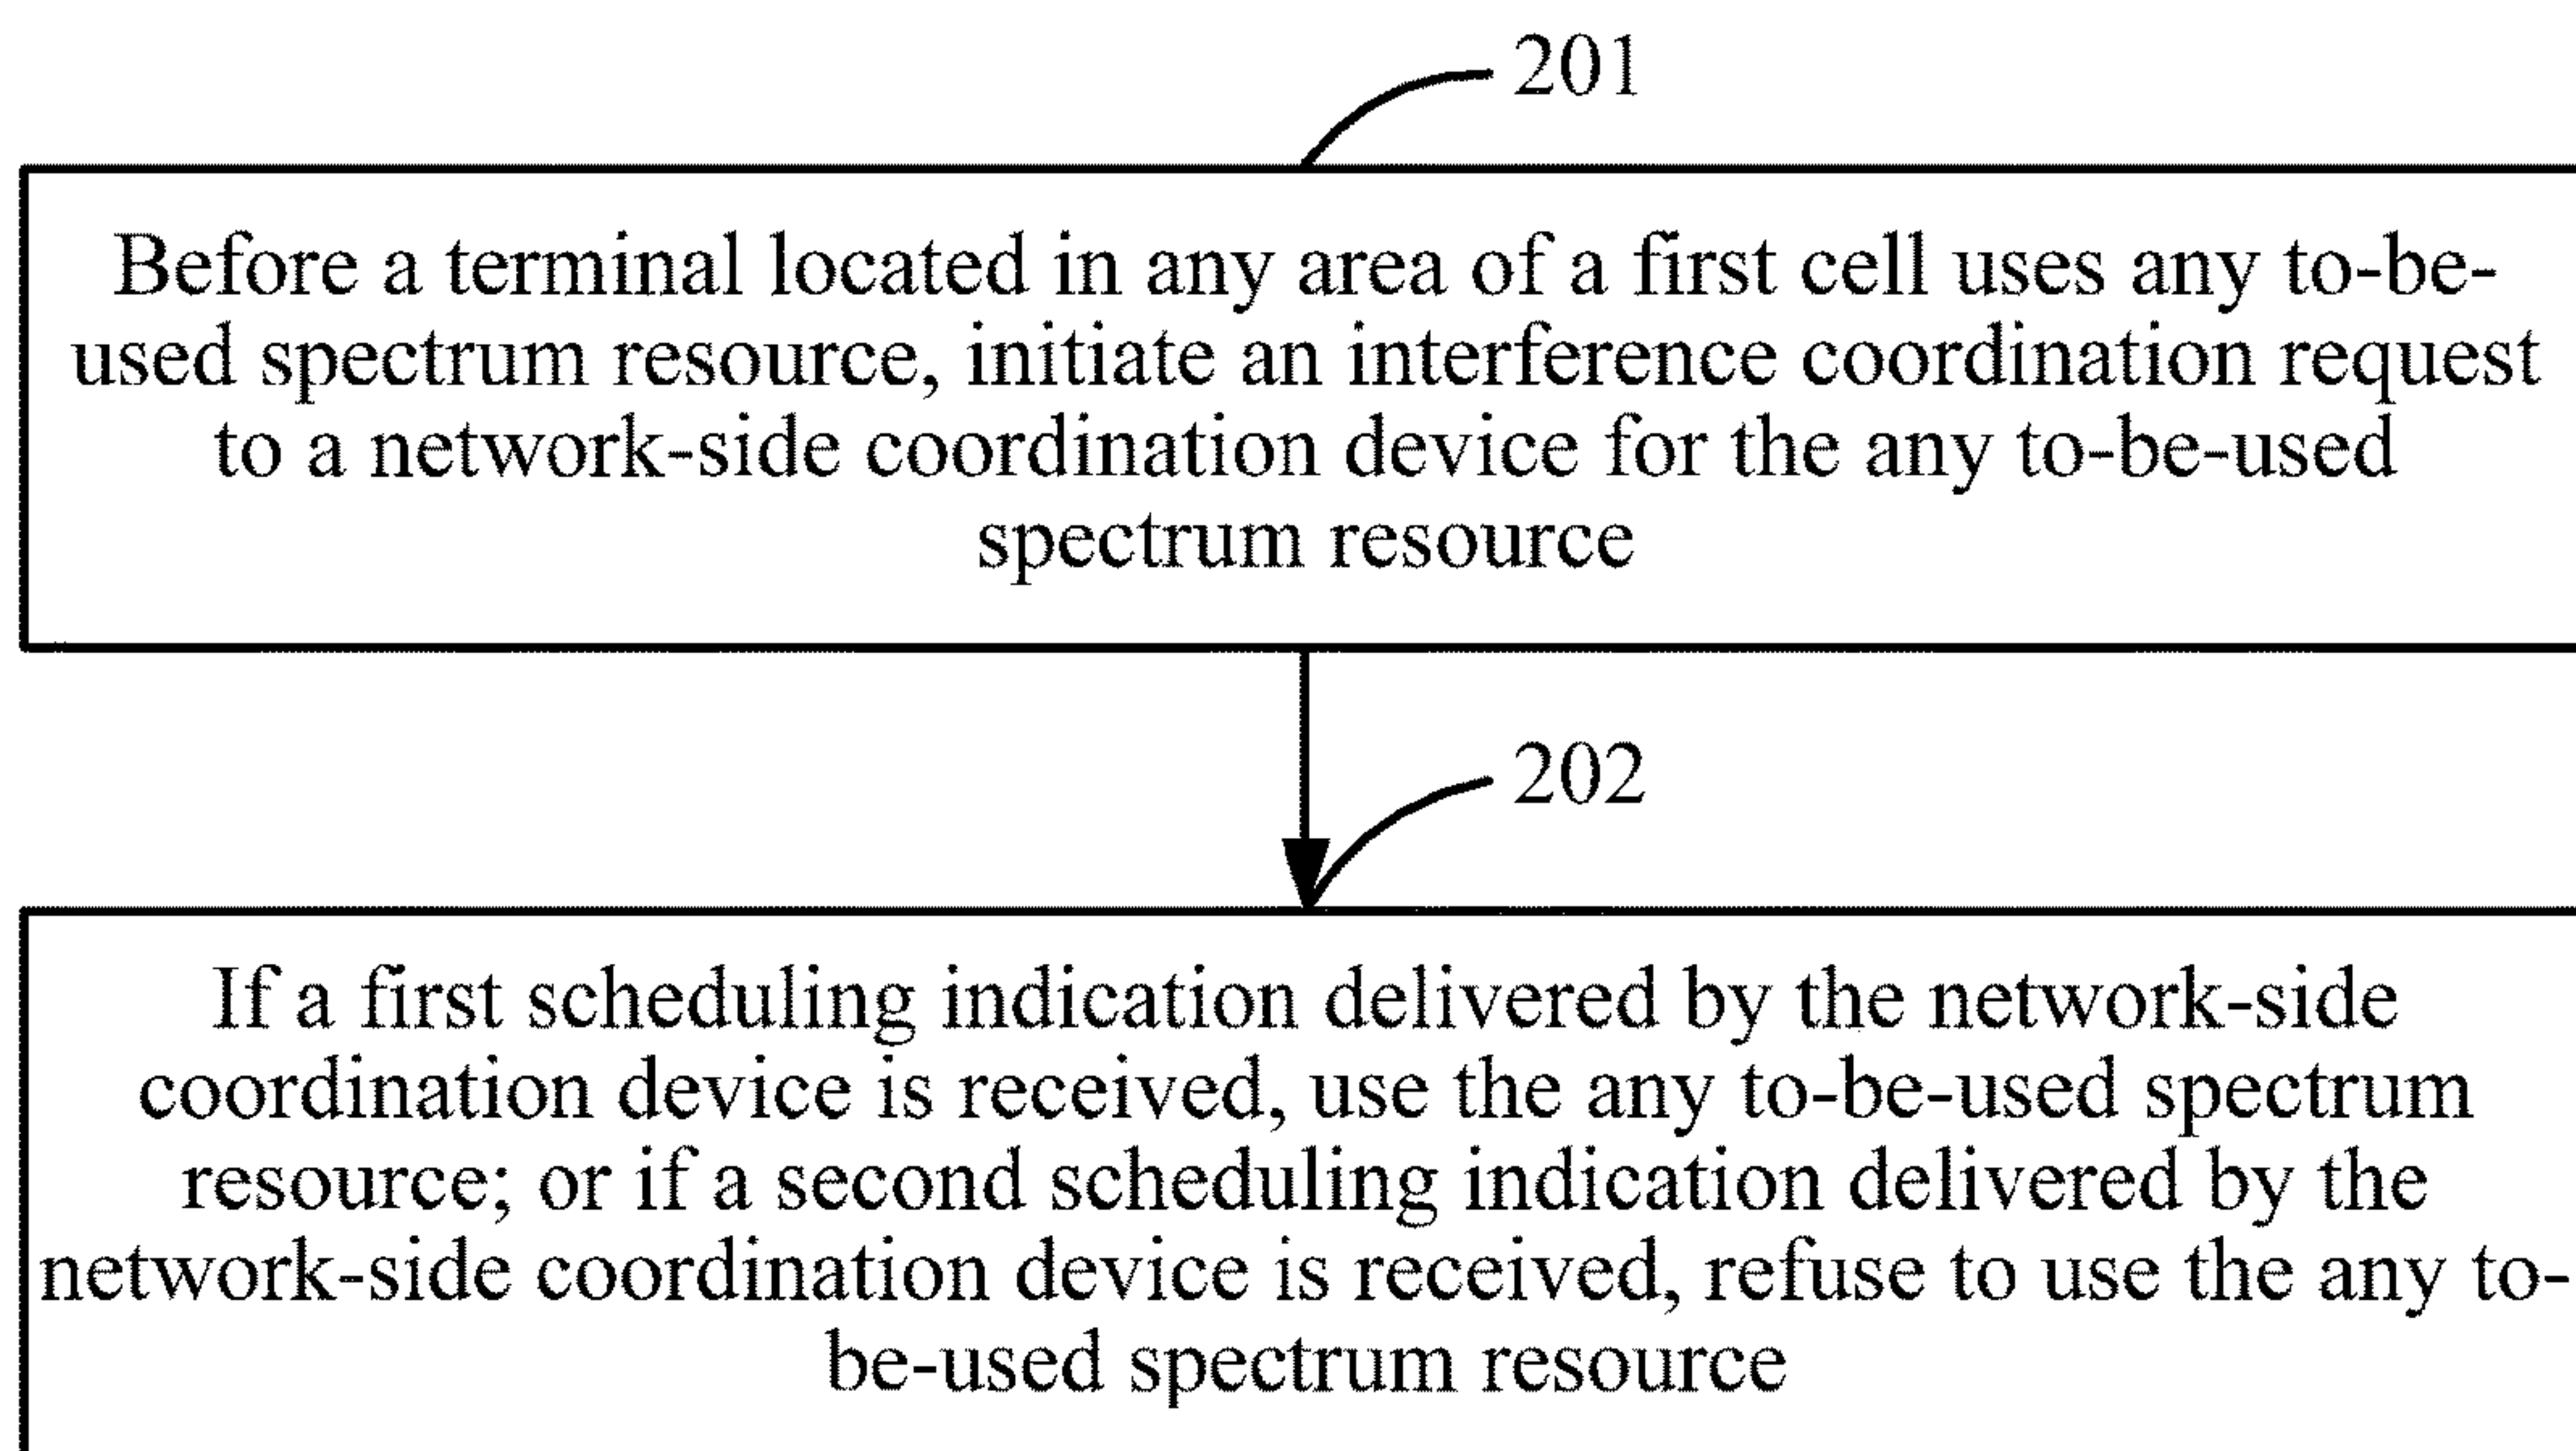 201
Before a terminal located in any area of a first cell uses any to-be-
used spectrum resource, initiate an interference coordination request
to a network-side coordination device for the any to-be-used
spectrum resource
202
If a first scheduling indication delivered by the network-side
coordination device is received, use the any to-be-used spectrum
resource; or if a second scheduling indication delivered by the
network-side coordination device is received, refuse to use the any to-
be-used spectrum resource